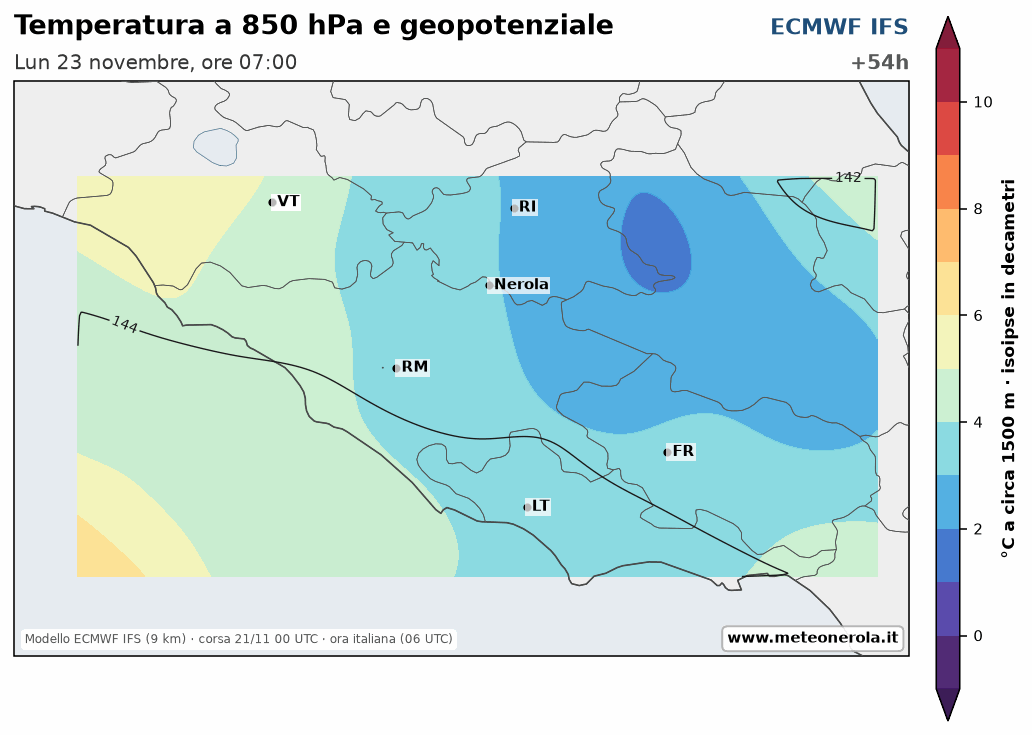 Temperatura a 850 hPa e geopotenziale
ECMWF IFS
Lun 23 novembre, ore 07:00
+54h
142
VT
RI
Nerola
144
RM
FR
LT
10
8
6
4
2
0
°C a circa 1500 m · isoipse in decametri
Modello ECMWF IFS (9 km) · corsa 21/11 00 UTC · ora italiana (06 UTC)
www.meteonerola.it